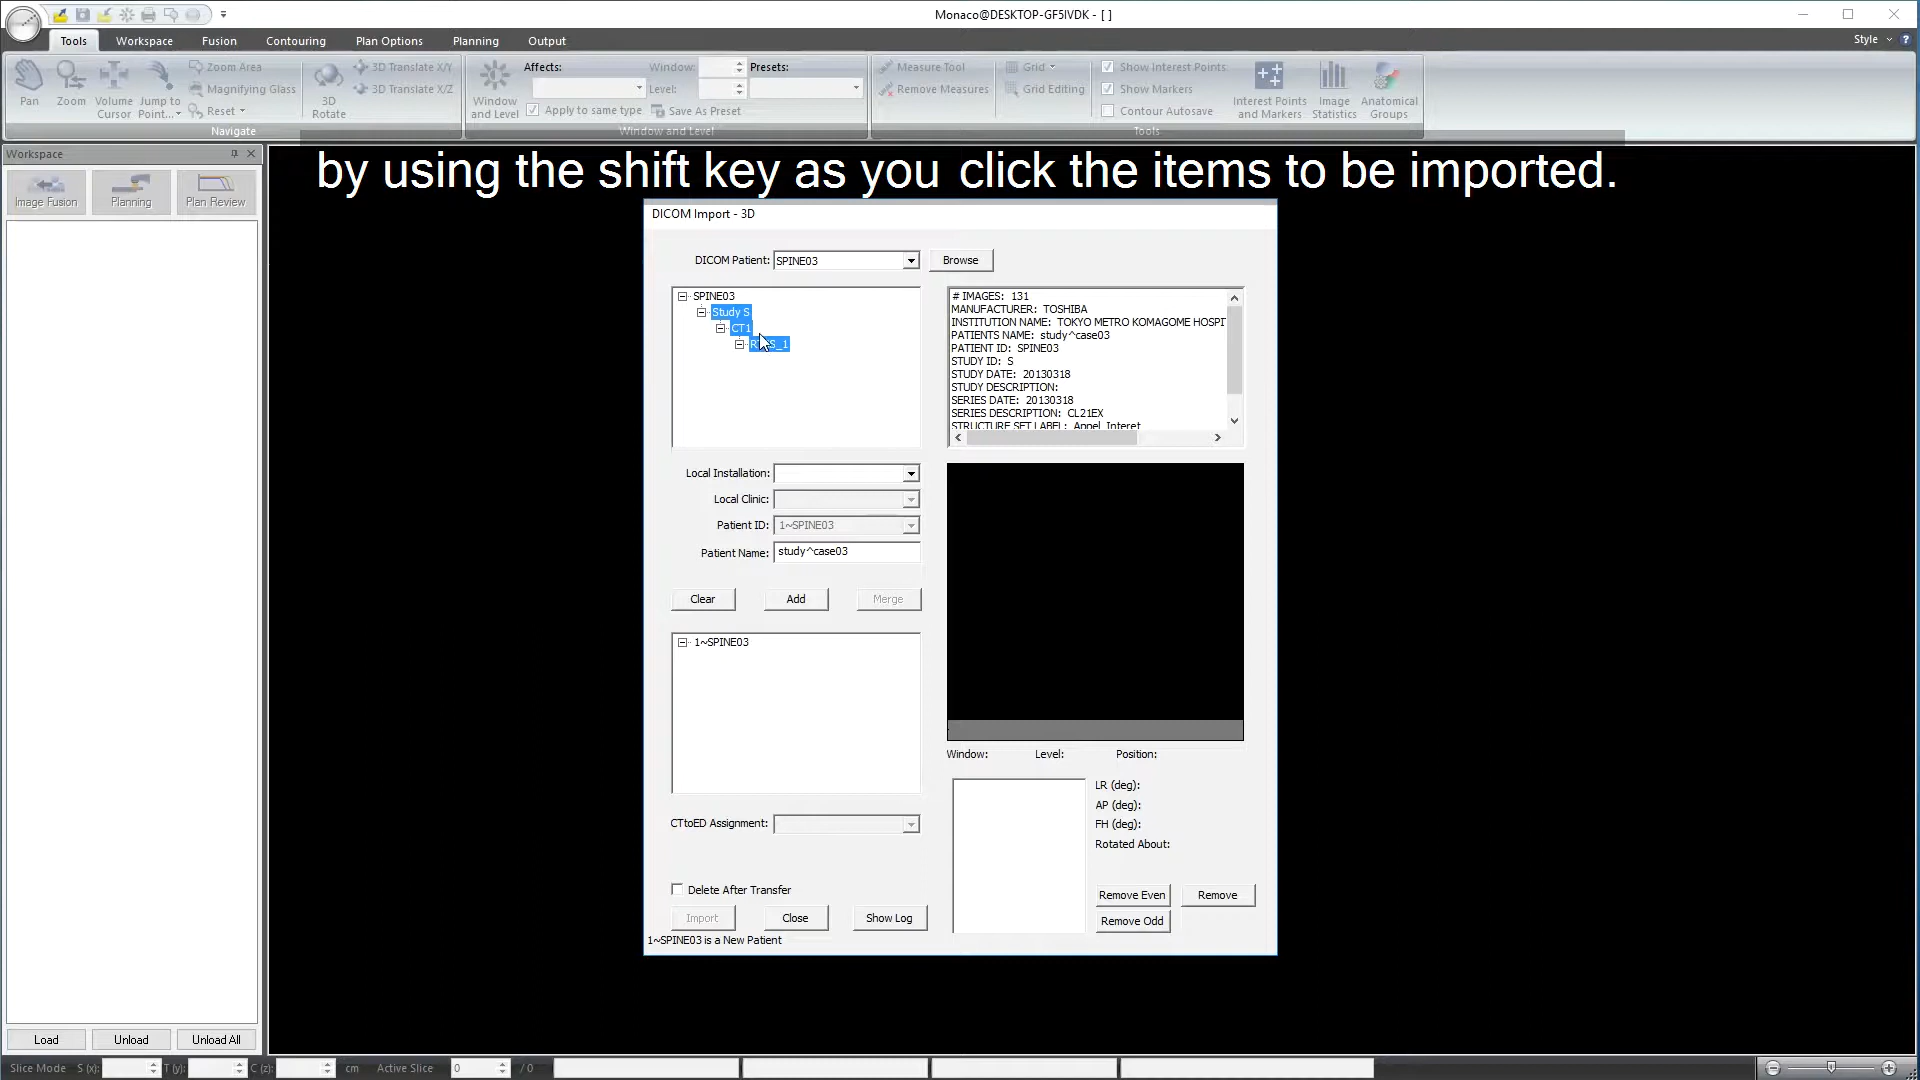 Monaco@DESKTOP-GF5IVDK - [ ]
Tools Workspace Fusion Contouring Plan Options Planning Output
Style
Pan
Zoom
Volume Cursor
Jump to Point...
Zoom Area
Magnifying Glass
Reset
3D Rotate
3D Translate X/Y
3D Translate X/Z
Navigate
Window and Level
Affects:
Apply to same type
Window:
Level:
Presets:
Save As Preset
Window and Level
Measure Tool
Remove Measures
Grid
Grid Editing
Show Interest Points
Show Markers
Contour Autosave
Interest Points and Markers
Image Statistics
Anatomical Groups
Tools
Workspace
Image Fusion
Planning
Plan Review
by using the shift key as you click the items to be imported.
DICOM Import - 3D
DICOM Patient: SPINE03
Browse
SPINE03
Study S
CT1
# IMAGES: 131
MANUFACTURER: TOSHIBA
INSTITUTION NAME: TOKYO METRO KOMAGOME HOSPIT
PATIENTS NAME: study^case03
PATIENT ID: SPINE03
STUDY ID: S
STUDY DATE: 20130318
STUDY DESCRIPTION:
SERIES DATE: 20130318
SERIES DESCRIPTION: CL21EX
STRUCTURE SET LABEL: Appel_Interet
Local Installation:
Local Clinic:
Patient ID: 1~SPINE03
Patient Name: study^case03
Clear
Add
Merge
1~SPINE03
Window: Level: Position:
CTtoED Assignment:
LR (deg):
AP (deg):
FH (deg):
Rotated About:
Delete After Transfer
Import
Close
Show Log
Remove Even
Remove
Remove Odd
1~SPINE03 is a New Patient
Load
Unload
Unload All
Slice Mode S (x): T (y): C (z): cm Active Slice 0 / 0